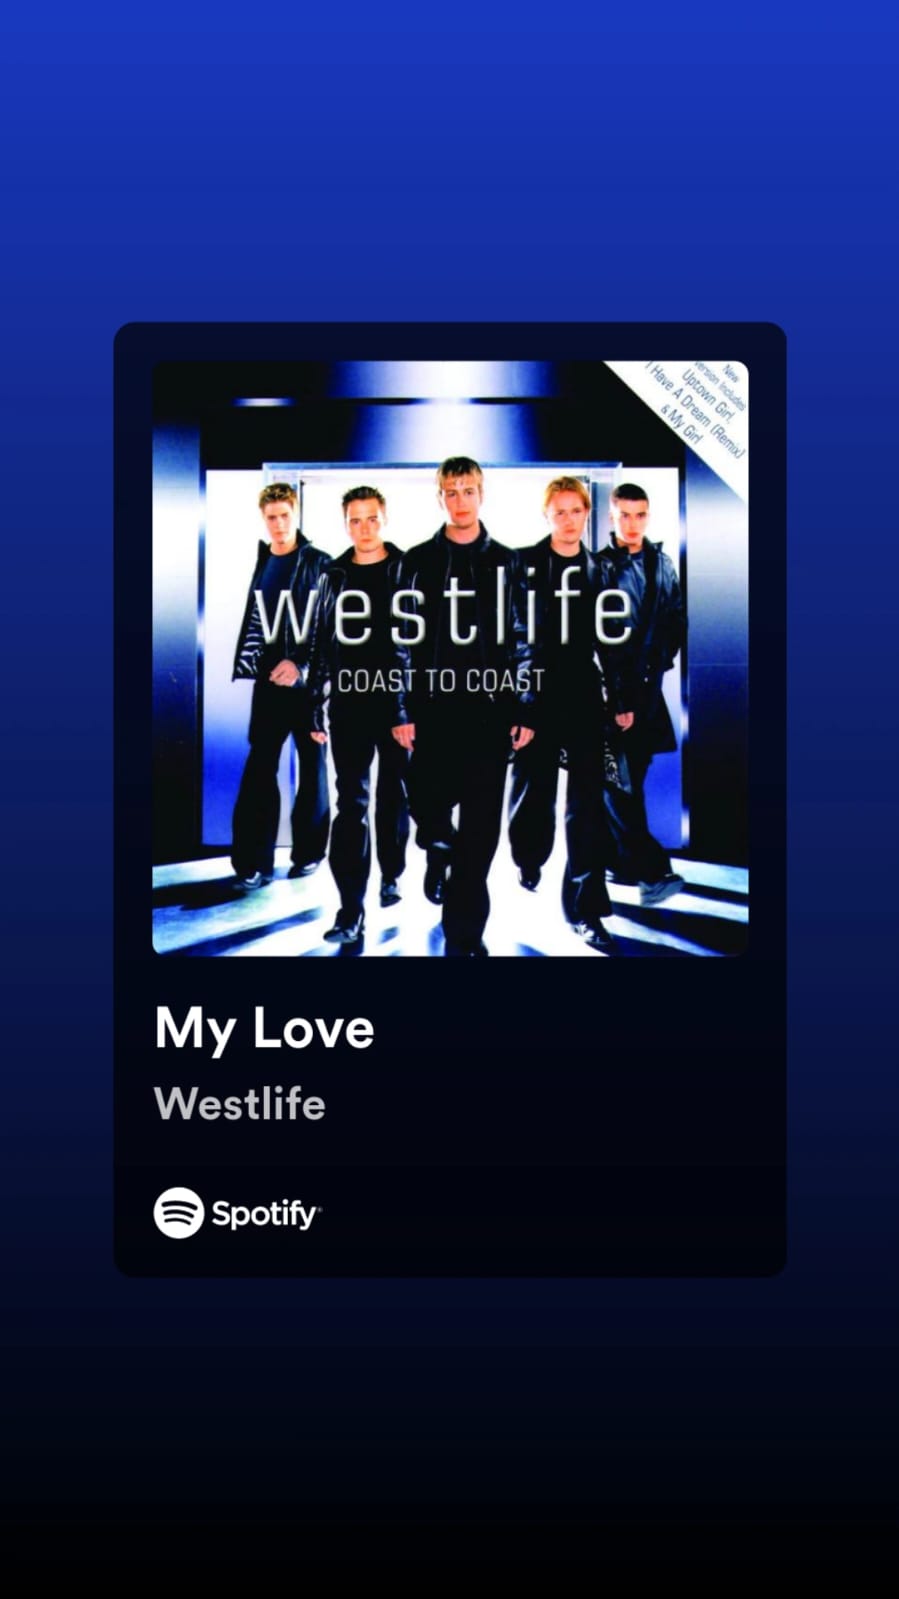 New
version includes
Uptown Girl,
I Have A Dream (Remix)
& My Girl
westlife
COAST TO COAST
My Love
Westlife
Spotify